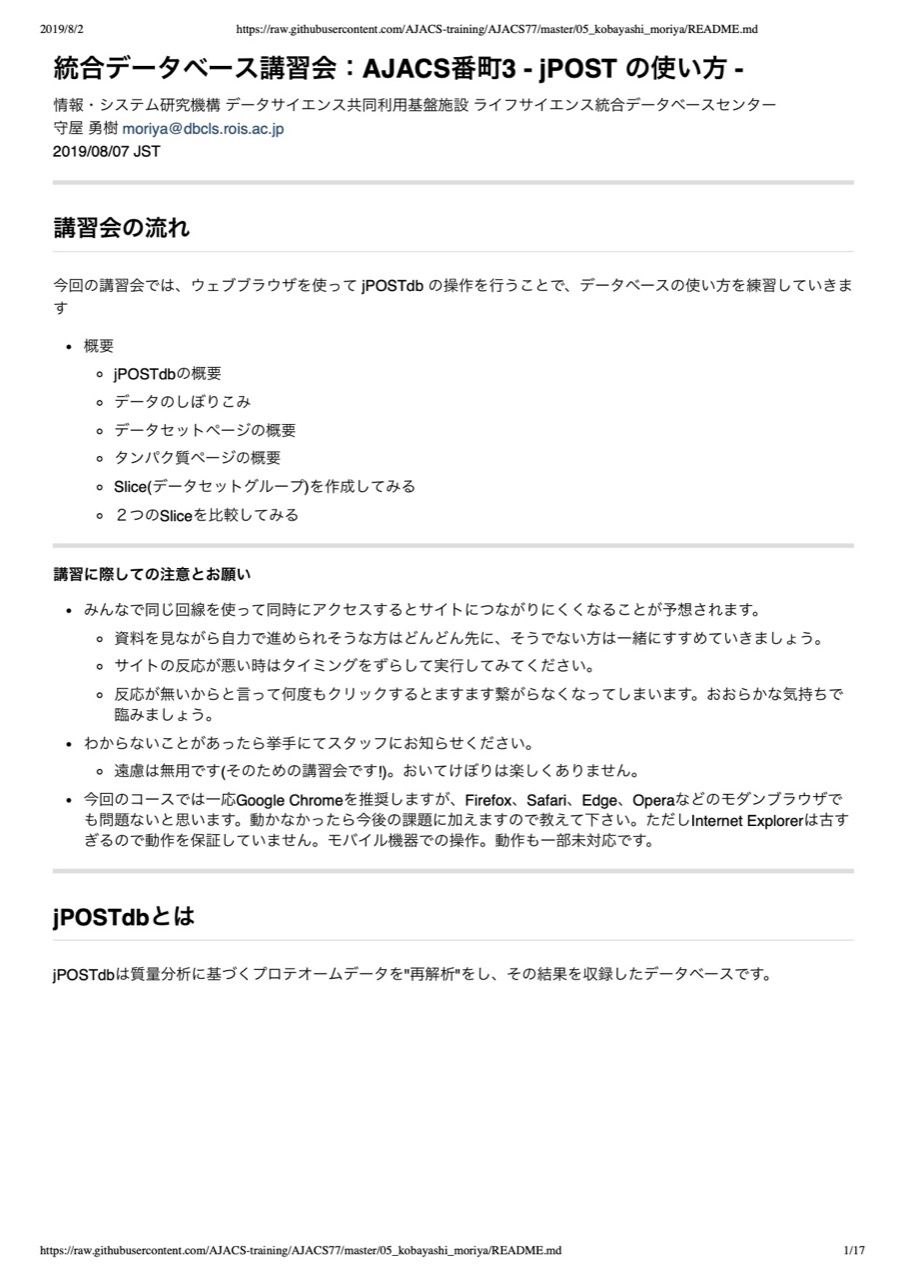 2019/8/2 https://raw.githubusercontent.com/AJACS-training/AJACS77/master/05_kobayashi_moriya/README.md
統合データベース講習会：AJACS番町3 - jPOST の使い方 -
情報・システム研究機構 データサイエンス共同利用基盤施設 ライフサイエンス統合データベースセンター
守屋 勇樹 moriya@dbcls.rois.ac.jp
2019/08/07 JST
講習会の流れ
今回の講習会では、ウェブブラウザを使って jPOSTdb の操作を行うことで、データベースの使い方を練習していきま
す
• 概要
◦ jPOSTdbの概要
◦ データのしぼりこみ
◦ データセットページの概要
◦ タンパク質ページの概要
◦ Slice(データセットグループ)を作成してみる
◦ ２つのSliceを比較してみる
講習に際しての注意とお願い
• みんなで同じ回線を使って同時にアクセスするとサイトにつながりにくくなることが予想されます。
◦ 資料を見ながら自力で進められそうな方はどんどん先に、そうでない方は一緒にすすめていきましょう。
◦ サイトの反応が悪い時はタイミングをずらして実行してみてください。
◦ 反応が無いからと言って何度もクリックするとますます繋がらなくなってしまいます。おおらかな気持ちで
臨みましょう。
• わからないことがあったら挙手にてスタッフにお知らせください。
◦ 遠慮は無用です(そのための講習会です!)。おいてけぼりは楽しくありません。
• 今回のコースでは一応Google Chromeを推奨しますが、Firefox、Safari、Edge、Operaなどのモダンブラウザで
も問題ないと思います。動かなかったら今後の課題に加えますので教えて下さい。ただしInternet Explorerは古す
ぎるので動作を保証していません。モバイル機器での操作。動作も一部未対応です。
jPOSTdbとは
jPOSTdbは質量分析に基づくプロテオームデータを"再解析"をし、その結果を収録したデータベースです。
https://raw.githubusercontent.com/AJACS-training/AJACS77/master/05_kobayashi_moriya/README.md 1/17